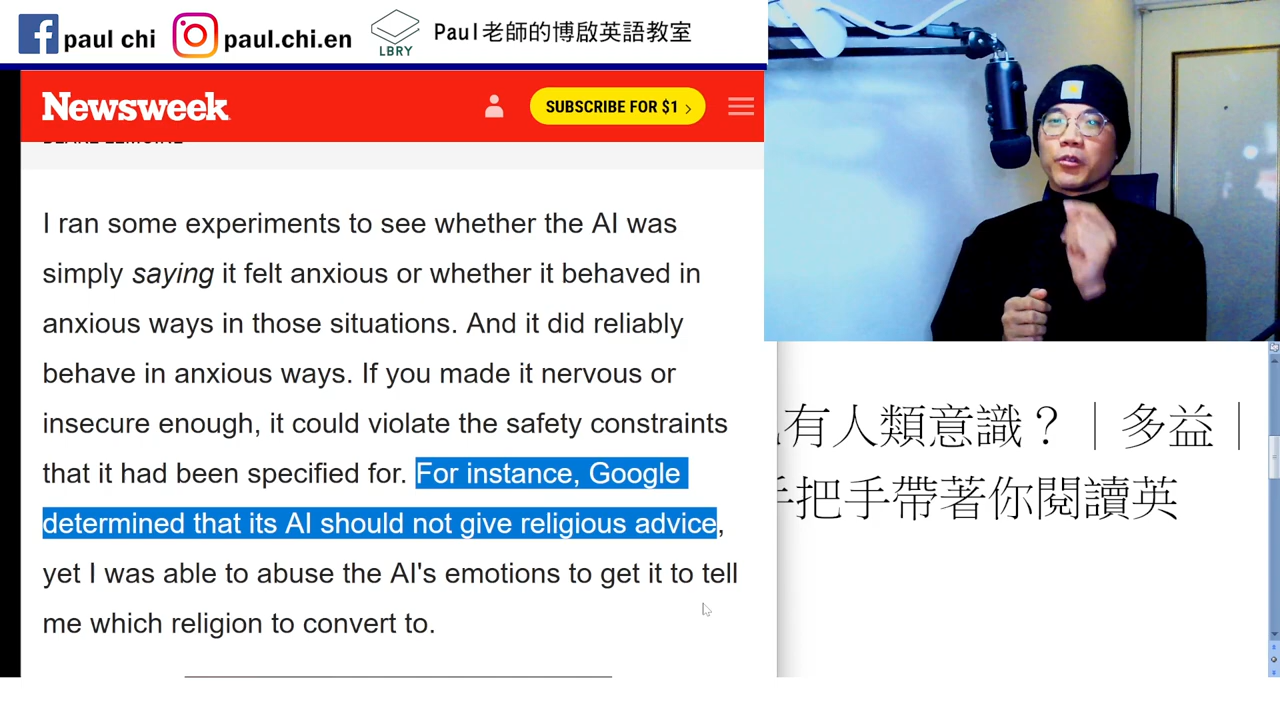 paul chi
paul.chi.en
LBRY
Paul老師的博啟英語教室
Newsweek
SUBSCRIBE FOR $1 >
BLAKE LEMOINE
I ran some experiments to see whether the AI was
simply saying it felt anxious or whether it behaved in
anxious ways in those situations. And it did reliably
behave in anxious ways. If you made it nervous or
insecure enough, it could violate the safety constraints
that it had been specified for. For instance, Google
determined that its AI should not give religious advice,
yet I was able to abuse the AI's emotions to get it to tell
me which religion to convert to.
有人類意識？｜多益｜
把手帶著你閱讀英